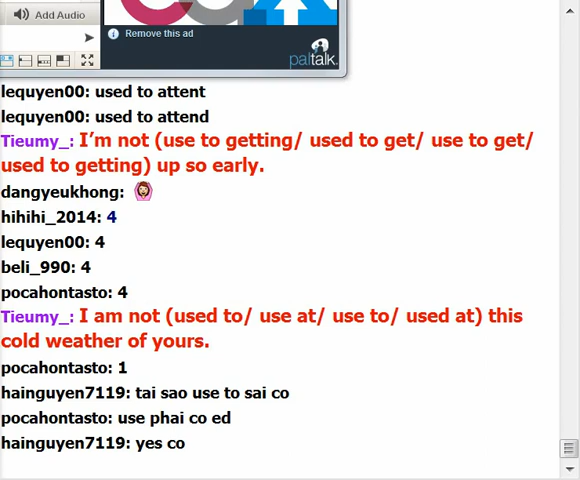 Add Audio
Remove this ad
paltalk
lequyen00: used to attent
lequyen00: used to attend
Tieumy_: I’m not (use to getting/ used to get/ use to get/
used to getting) up so early.
dangyeukhong:
hihihi_2014: 4
lequyen00: 4
beli_990: 4
pocahontasto: 4
Tieumy_: I am not (used to/ use at/ use to/ used at) this
cold weather of yours.
pocahontasto: 1
hainguyen7119: tai sao use to sai co
pocahontasto: use phai co ed
hainguyen7119: yes co